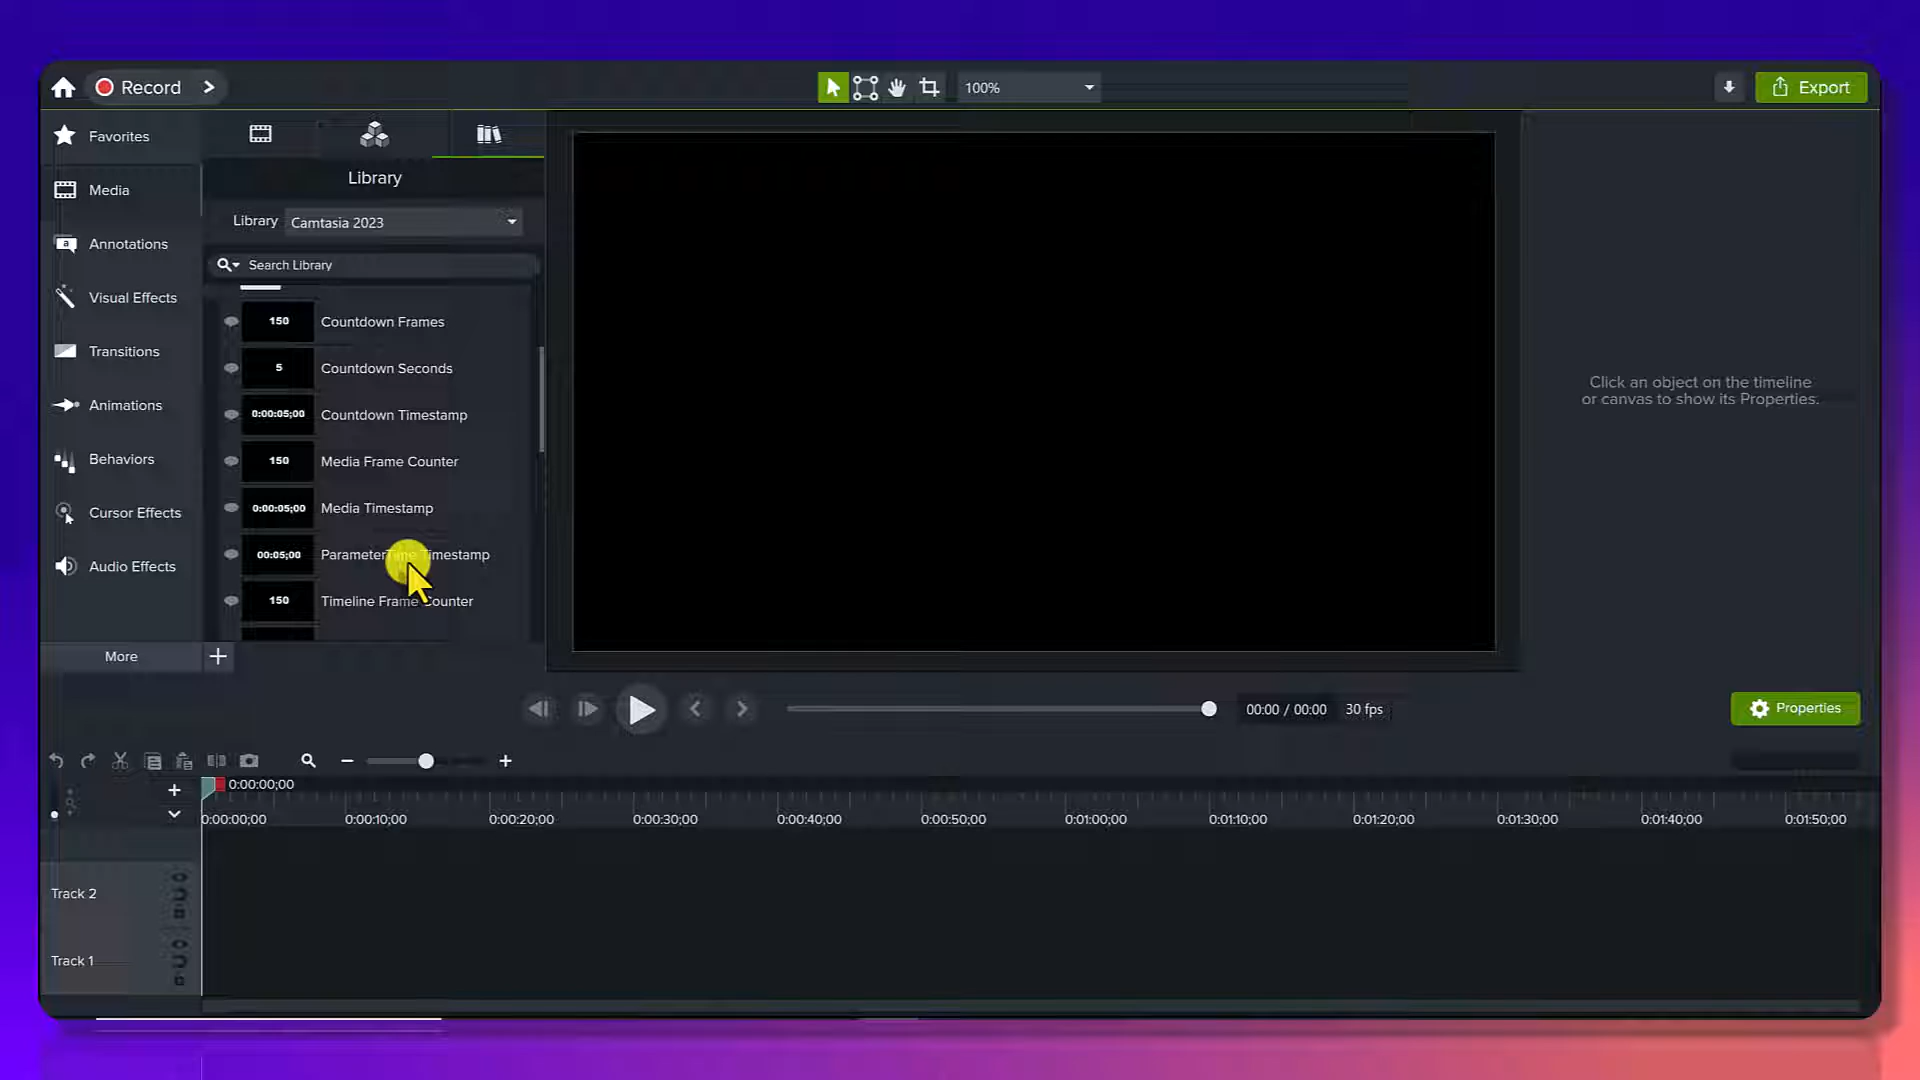 Record
100%
Export
Favorites
Media
Annotations
Visual Effects
Transitions
Animations
Behaviors
Cursor Effects
Audio Effects
More
Library
Library Camtasia 2023
Search Library
150 Countdown Frames
5 Countdown Seconds
0:00:05;00 Countdown Timestamp
150 Media Frame Counter
0:00:05;00 Media Timestamp
00:05;00 ParameterTime Timestamp
150 Timeline Frame Counter
Click an object on the timeline
or canvas to show its Properties.
00:00 / 00:00 30 fps
Properties
0:00:00;00
0:00:00;00 0:00:10;00 0:00:20;00 0:00:30;00 0:00:40;00 0:00:50;00 0:01:00;00 0:01:10;00 0:01:20;00 0:01:30;00 0:01:40;00 0:01:50;00
Track 2
Track 1